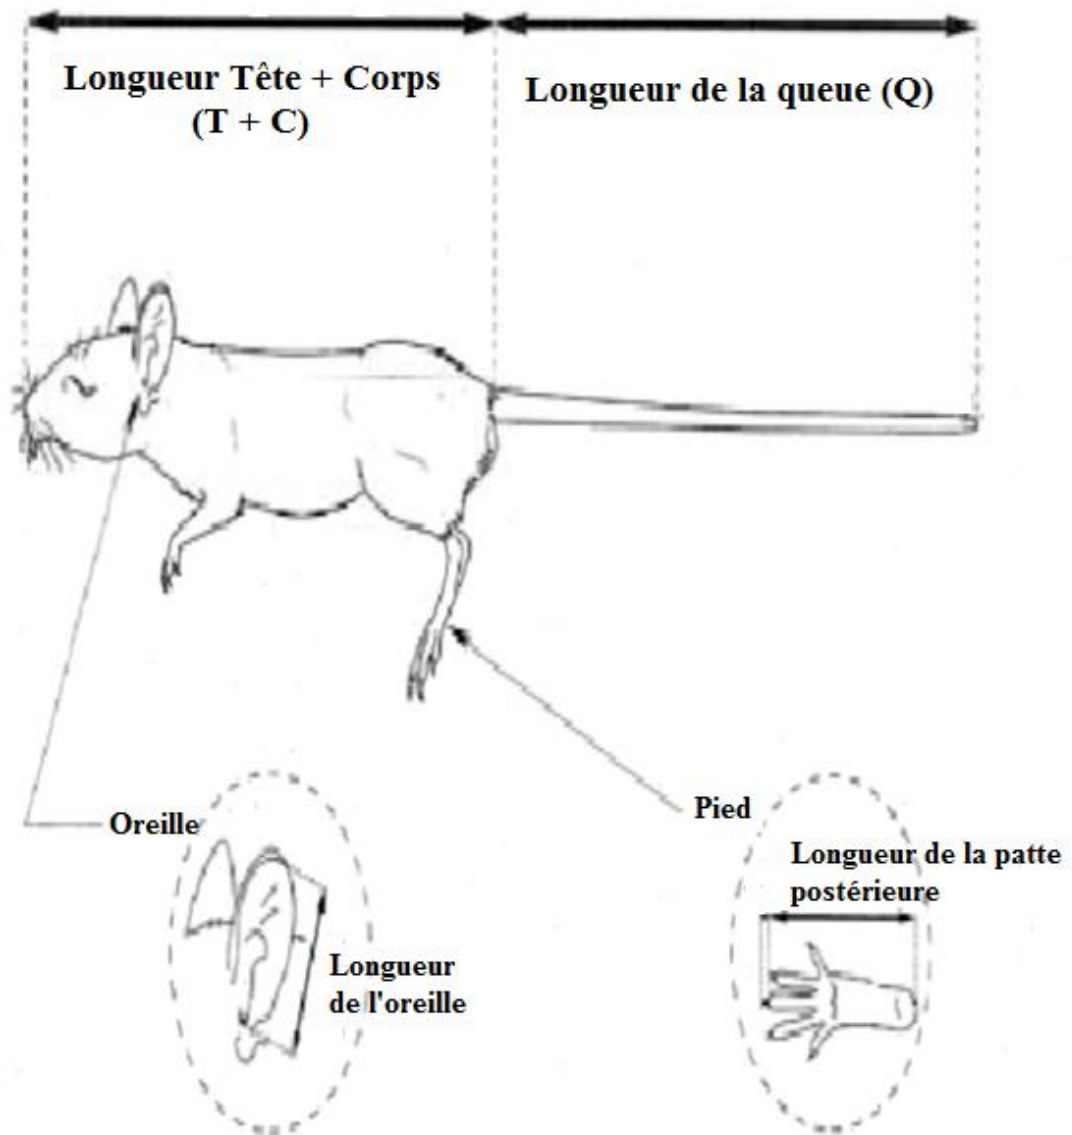 Longueur Tête + Corps
(T + C)
Longueur de la queue (Q)
Oreille
Pied
Longueur de la patte
postérieure
Longueur
de l'oreille